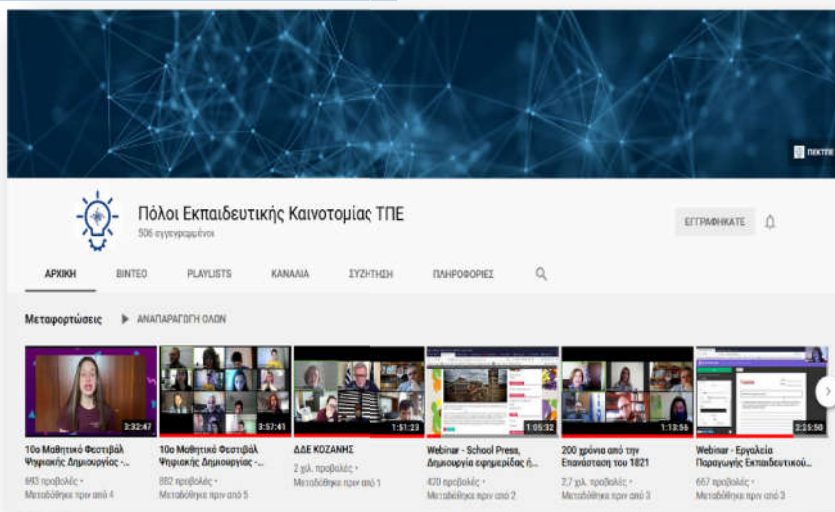 ΠΕΚΤΠΕ
Πόλοι Εκπαιδευτικής Καινοτομίας ΤΠΕ
506 εγγεγραμμένοι
ΕΓΓΡΑΦΗΚΑΤΕ
ΑΡΧΙΚΗ ΒΙΝΤΕΟ PLAYLISTS ΚΑΝΑΛΙΑ ΣΥΖΗΤΗΣΗ ΠΛΗΡΟΦΟΡΙΕΣ
Μεταφορτώσεις ΑΝΑΠΑΡΑΓΩΓΗ ΟΛΩΝ
3:32:47
10ο Μαθητικό Φεστιβάλ
Ψηφιακής Δημιουργίας -...
693 προβολές •
Μεταδόθηκε πριν από 4
3:57:41
10ο Μαθητικό Φεστιβάλ
Ψηφιακής Δημιουργίας -...
882 προβολές •
Μεταδόθηκε πριν από 5
1:51:23
ΔΔΕ ΚΟΖΑΝΗΣ
2 χιλ. προβολές •
Μεταδόθηκε πριν από 1
1:05:32
Webinar - School Press,
Δημιουργία εφημερίδας ή...
420 προβολές •
Μεταδόθηκε πριν από 2
1:13:56
200 χρόνια από την
Επανάσταση του 1821
2,7 χιλ. προβολές •
Μεταδόθηκε πριν από 3
2:25:50
Webinar - Εργαλεία
Παραγωγής Εκπαιδευτικού...
667 προβολές •
Μεταδόθηκε πριν από 3